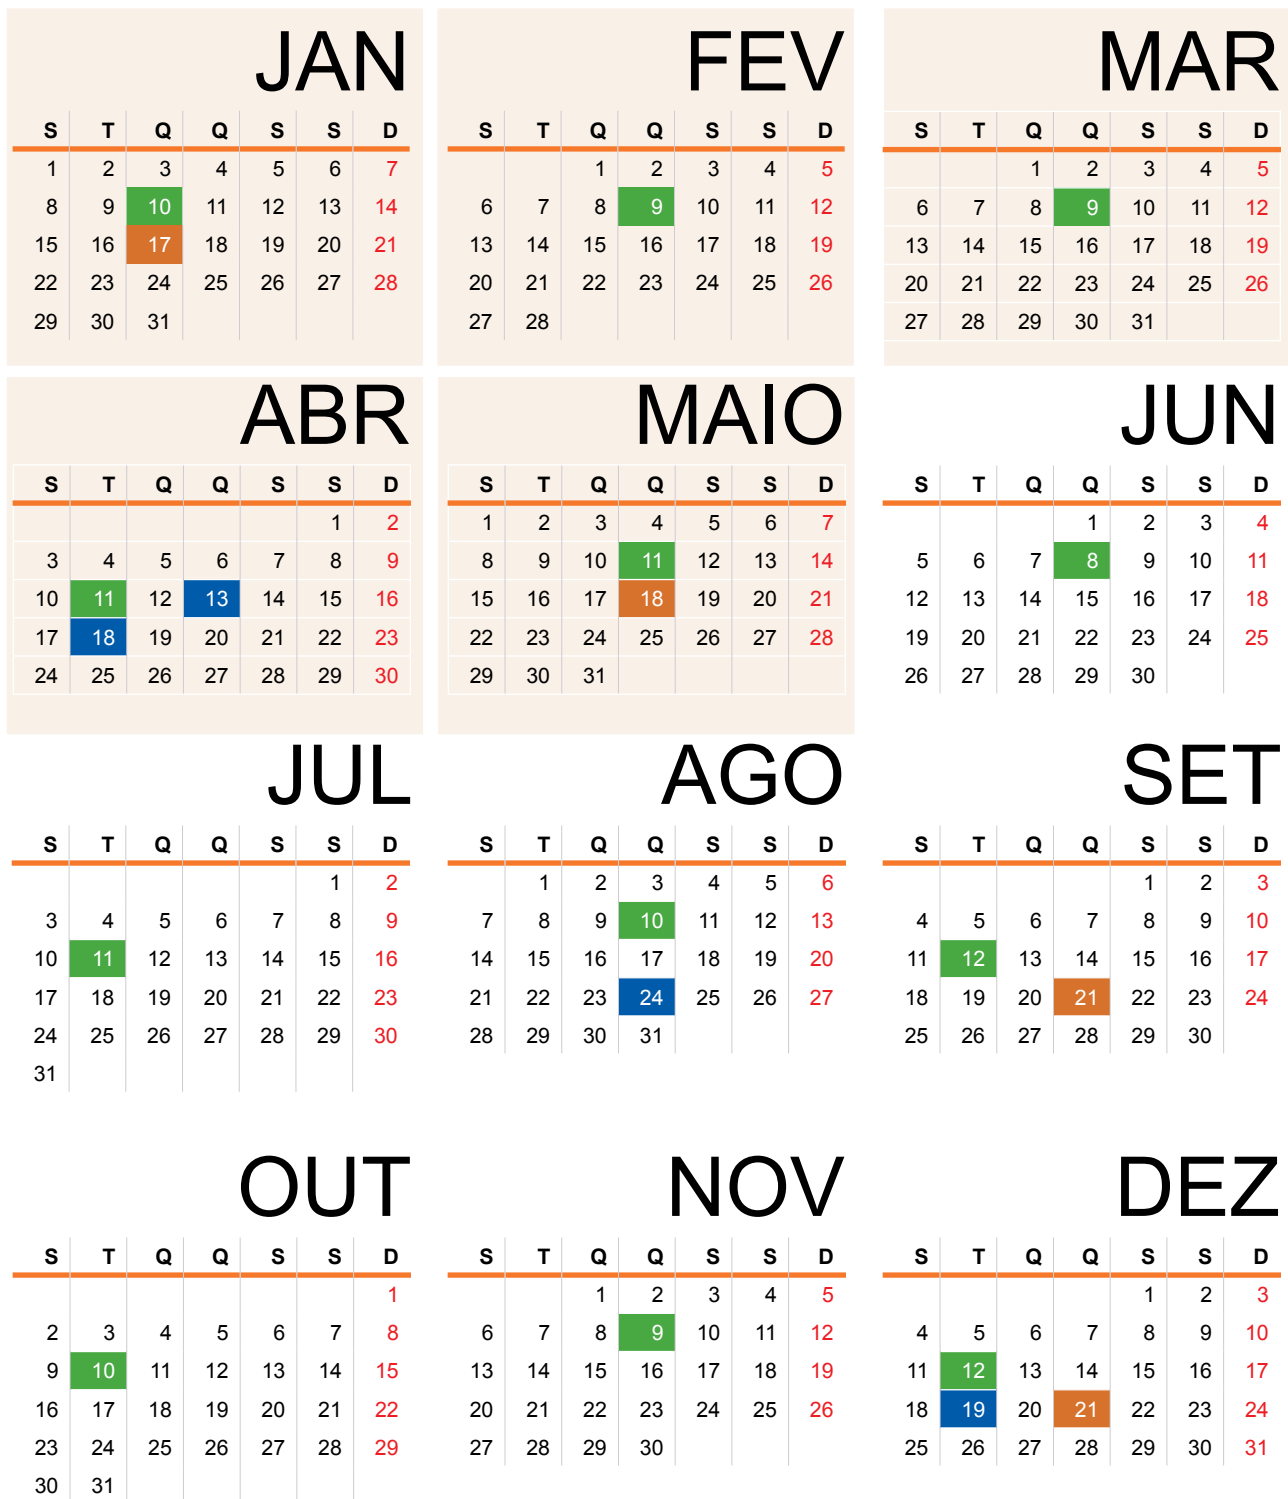 JAN
S T Q Q S S D
1 2 3 4 5 6 7
8 9 10 11 12 13 14
15 16 17 18 19 20 21
22 23 24 25 26 27 28
29 30 31
FEV
S T Q Q S S D
1 2 3 4 5
6 7 8 9 10 11 12
13 14 15 16 17 18 19
20 21 22 23 24 25 26
27 28
MAR
S T Q Q S S D
1 2 3 4 5
6 7 8 9 10 11 12
13 14 15 16 17 18 19
20 21 22 23 24 25 26
27 28 29 30 31
ABR
S T Q Q S S D
1 2
3 4 5 6 7 8 9
10 11 12 13 14 15 16
17 18 19 20 21 22 23
24 25 26 27 28 29 30
MAIO
S T Q Q S S D
1 2 3 4 5 6 7
8 9 10 11 12 13 14
15 16 17 18 19 20 21
22 23 24 25 26 27 28
29 30 31
JUN
S T Q Q S S D
1 2 3 4
5 6 7 8 9 10 11
12 13 14 15 16 17 18
19 20 21 22 23 24 25
26 27 28 29 30
JUL
S T Q Q S S D
1 2
3 4 5 6 7 8 9
10 11 12 13 14 15 16
17 18 19 20 21 22 23
24 25 26 27 28 29 30
31
AGO
S T Q Q S S D
1 2 3 4 5 6
7 8 9 10 11 12 13
14 15 16 17 18 19 20
21 22 23 24 25 26 27
28 29 30 31
SET
S T Q Q S S D
1 2 3
4 5 6 7 8 9 10
11 12 13 14 15 16 17
18 19 20 21 22 23 24
25 26 27 28 29 30
OUT
S T Q Q S S D
1
2 3 4 5 6 7 8
9 10 11 12 13 14 15
16 17 18 19 20 21 22
23 24 25 26 27 28 29
30 31
NOV
S T Q Q S S D
1 2 3 4 5
6 7 8 9 10 11 12
13 14 15 16 17 18 19
20 21 22 23 24 25 26
27 28 29 30
DEZ
S T Q Q S S D
1 2 3
4 5 6 7 8 9 10
11 12 13 14 15 16 17
18 19 20 21 22 23 24
25 26 27 28 29 30 31